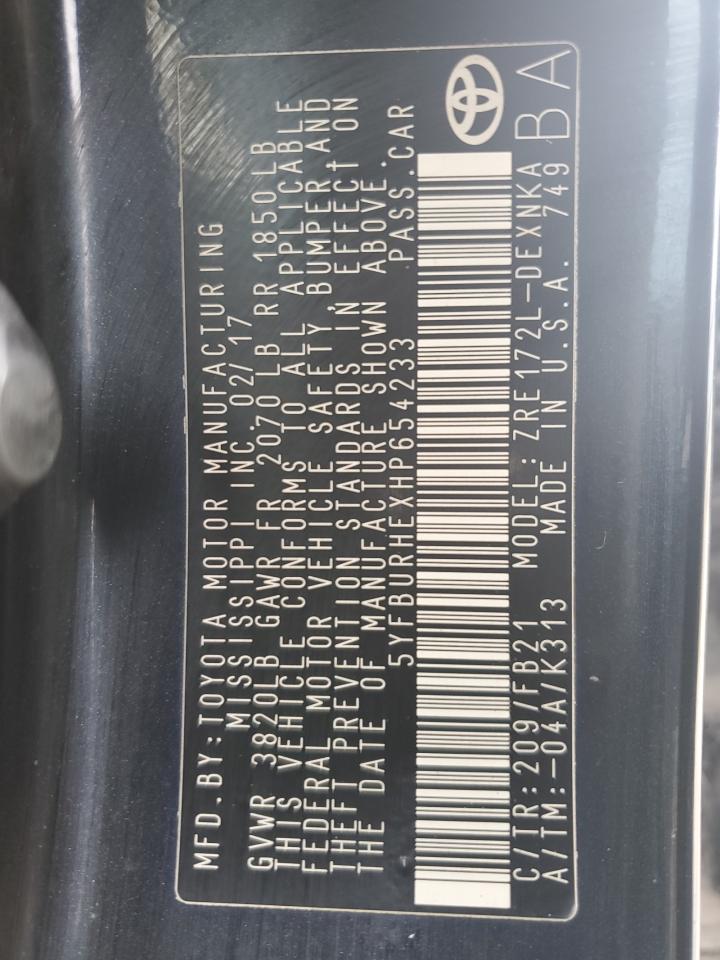 MFD.BY:TOYOTA MOTOR MANUFACTURING
MISSISSIPPI INC. 02/17
GVWR 3820LB GAWR FR 2070 LB RR 1850 LB
THIS VEHICLE CONFORMS TO ALL APPLICABLE
FEDERAL MOTOR VEHICLE SAFETY, BUMPER, AND
THEFT PREVENTION STANDARDS IN EFFECT ON
THE DATE OF MANUFACTURE SHOWN ABOVE.
5YFBURHEXHP654233 PASS. CAR
C/TR:209/FB21 MODEL:ZRE172L-DEXNKA
A/TM:-04A/K313 MADE IN U.S.A. 749
BA